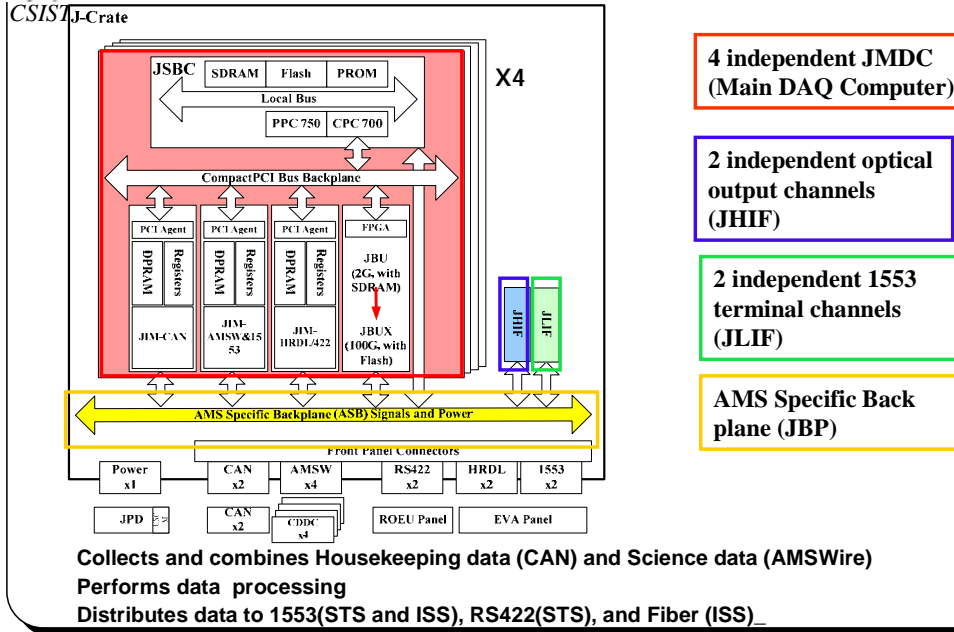 CSIST
J-Crate
JSBC
SDRAM Flash PROM
Local Bus
PPC 750 CPC 700
X4
CompactPCI Bus Backplane
PCI Agent PCI Agent PCI Agent FPGA
DPRAM Registers DPRAM Registers DPRAM Registers
JBU
(2G, with
SDRAM)
JBUX
(100G, with
Flash)
JIM-CAN
JIM-
AMSW&15
53
JIM-
HRDL/422
JHIF
JLIF
AMS Specific Backplane (ASB) Signals and Power
Front Panel Connectors
Power
x1
CAN
x2
AMSW
x4
RS422
x2
HRDL
x2
1553
x2
JPD
CAN
x2
CDDC
x4
ROEU Panel
EVA Panel
4 independent JMDC
(Main DAQ Computer)
2 independent optical
output channels
(JHIF)
2 independent 1553
terminal channels
(JLIF)
AMS Specific Back
plane (JBP)
Collects and combines Housekeeping data (CAN) and Science data (AMSWire)
Performs data processing
Distributes data to 1553(STS and ISS), RS422(STS), and Fiber (ISS)_